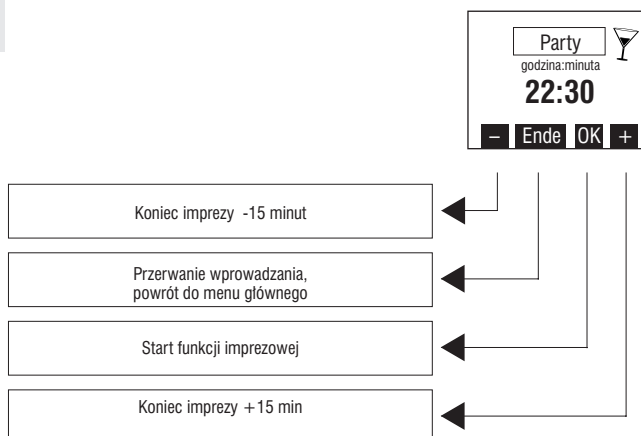 Party
godzina:minuta
22:30
– Ende OK +
Koniec imprezy -15 minut
Przerwanie wprowadzania,
powrót do menu głównego
Start funkcji imprezowej
Koniec imprezy +15 min